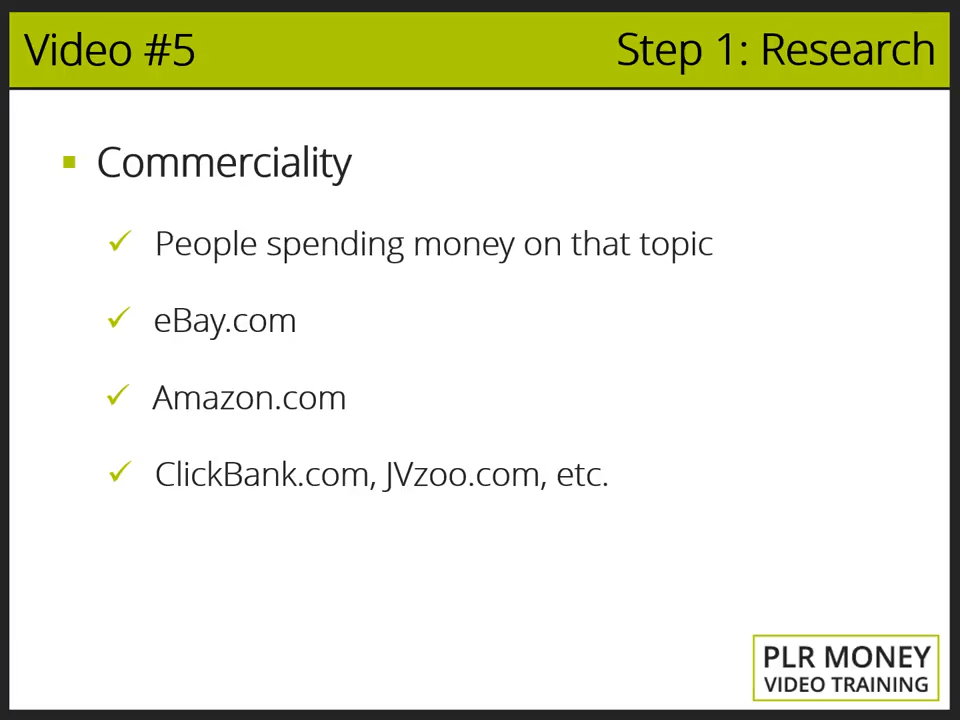 Video #5
Step 1: Research
Commerciality
People spending money on that topic
eBay.com
Amazon.com
ClickBank.com, JVzoo.com, etc.
PLR MONEY
VIDEO TRAINING